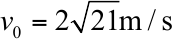 v₀ = 2√21m / s